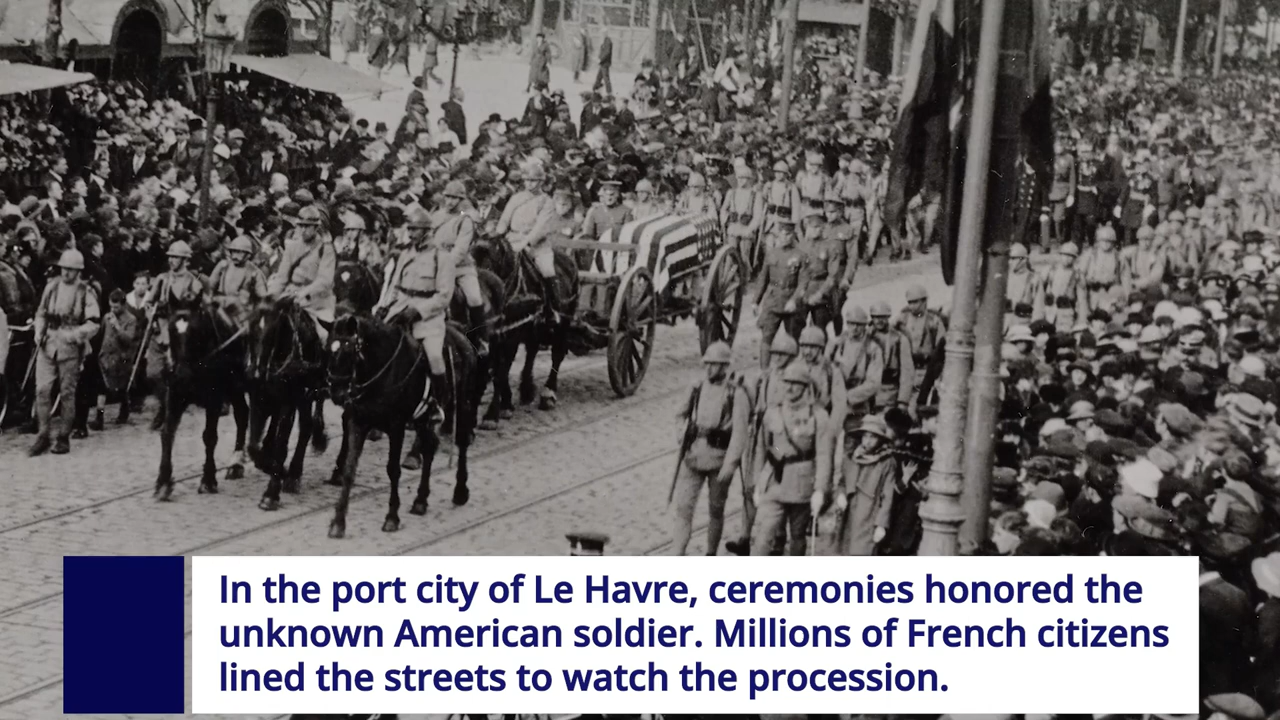 In the port city of Le Havre, ceremonies honored the
unknown American soldier. Millions of French citizens
lined the streets to watch the procession.